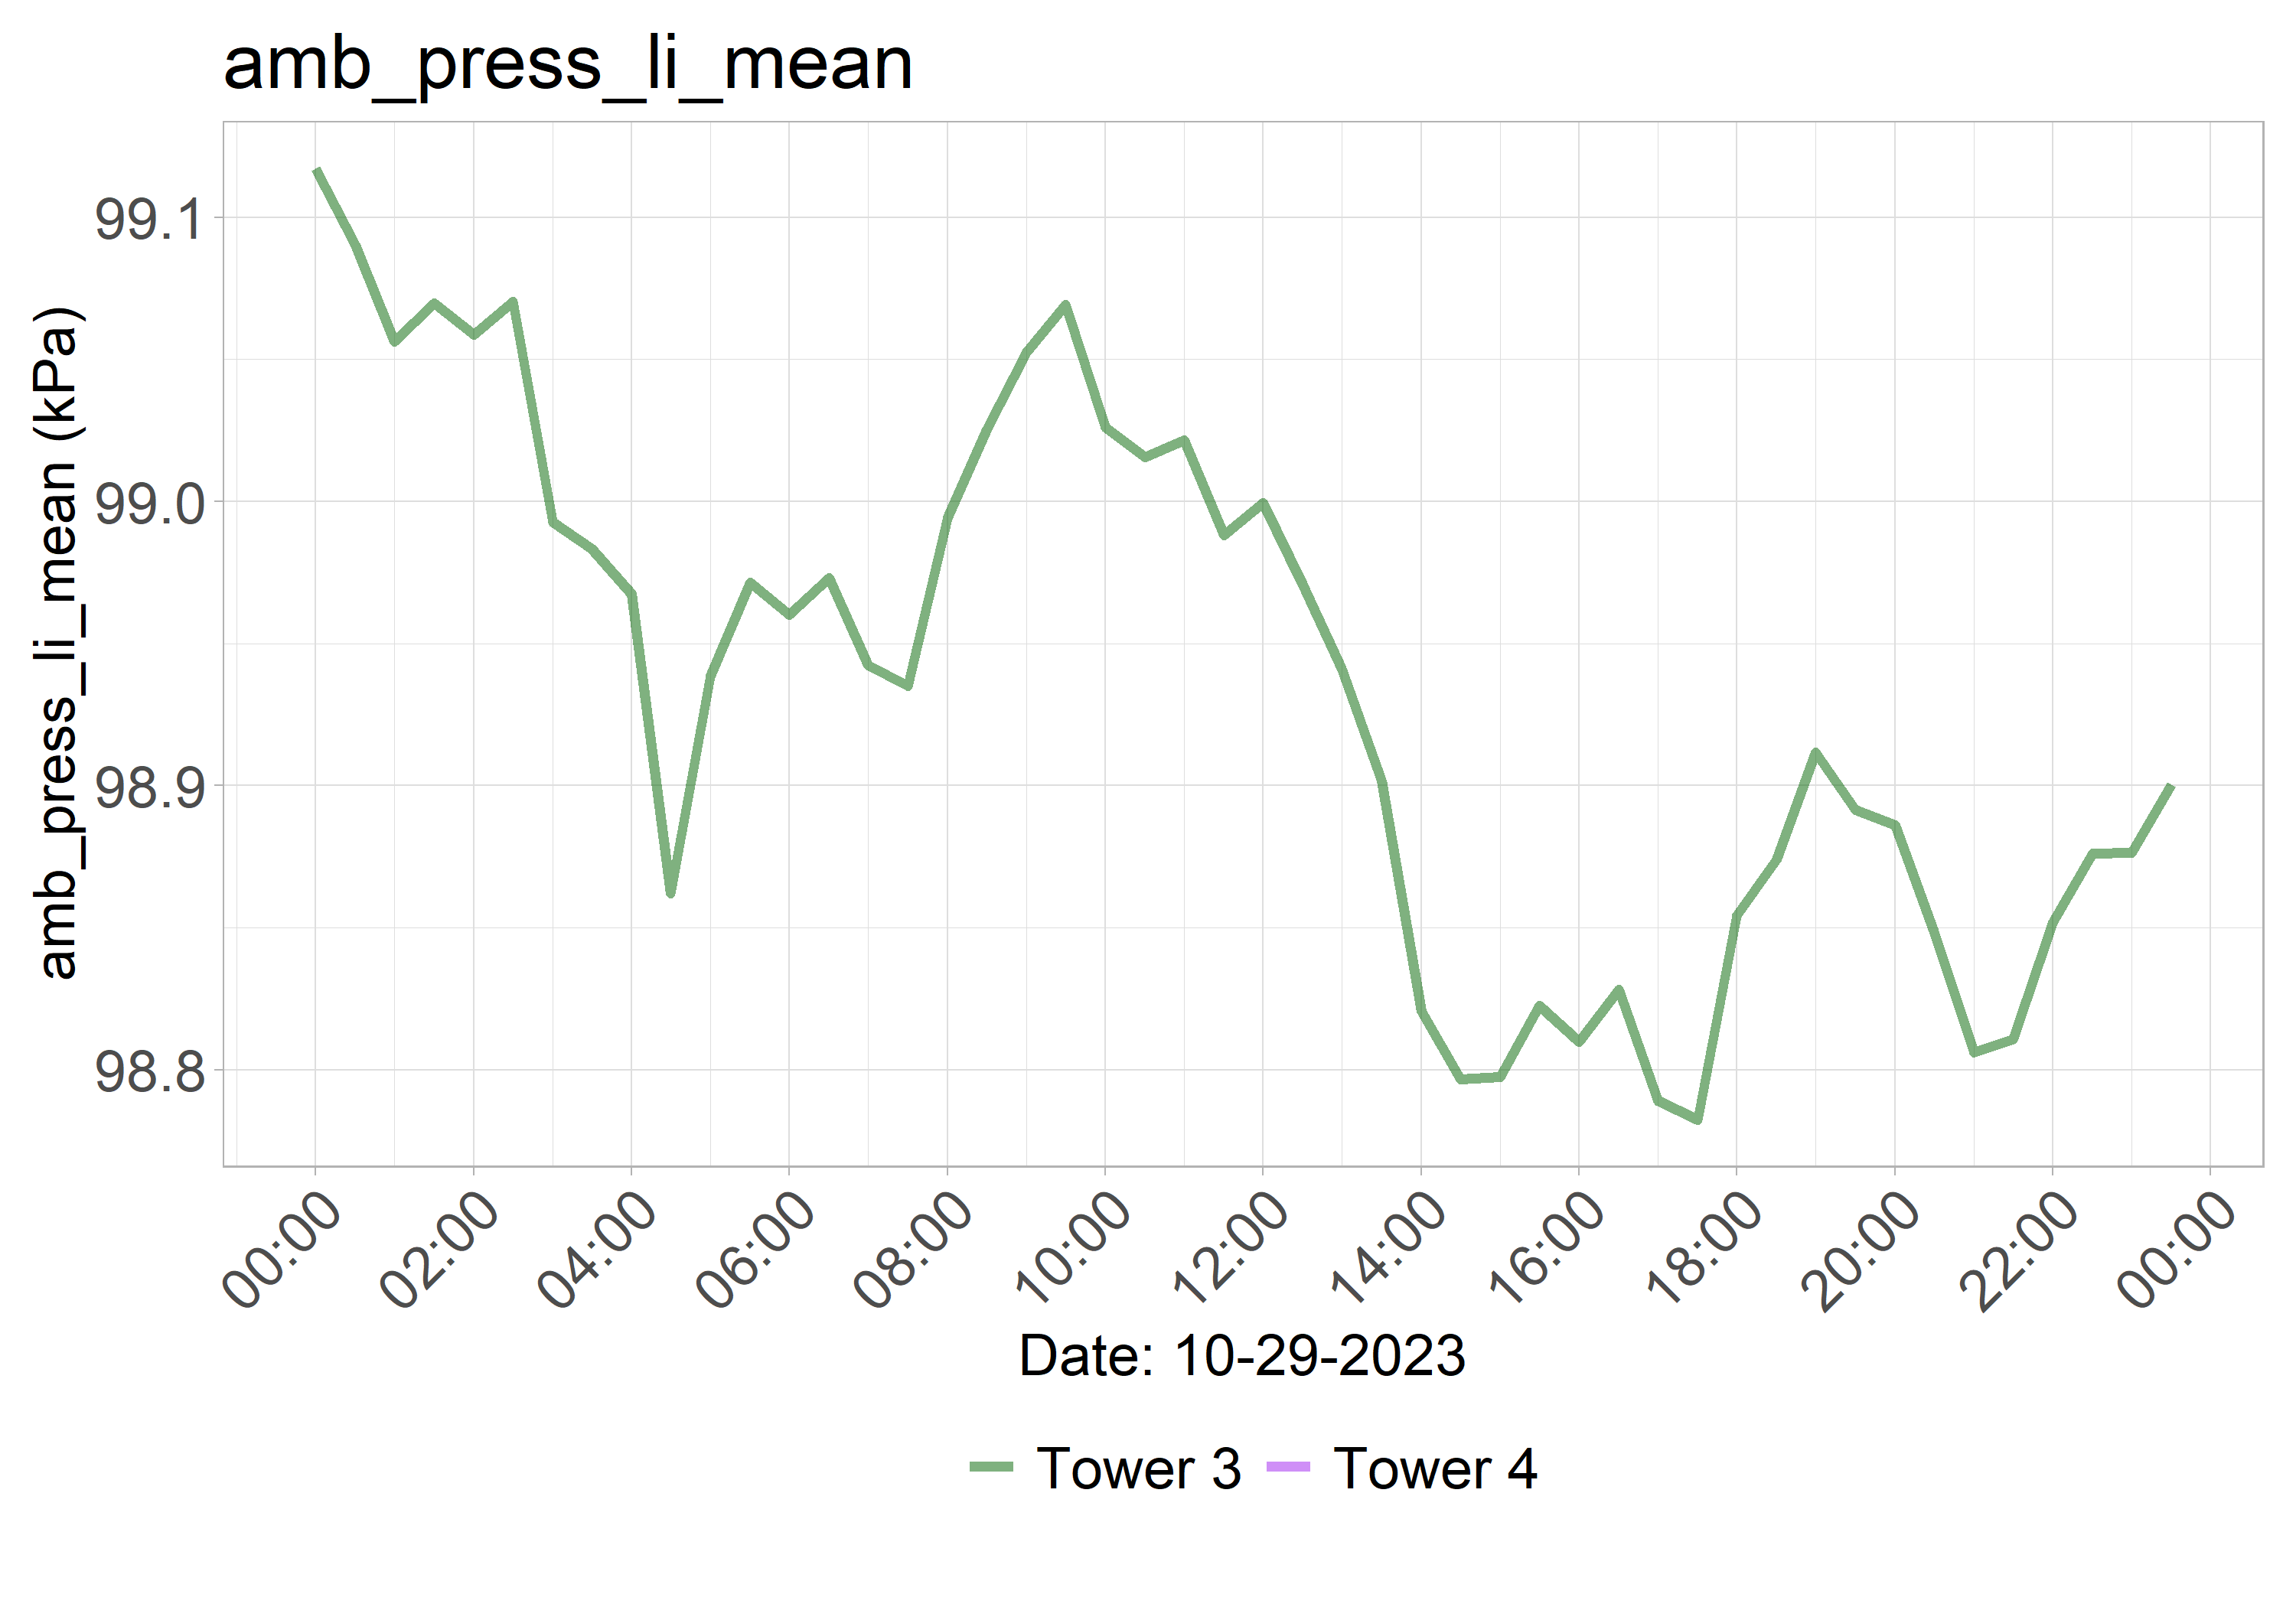 amb_press_li_mean
amb_press_li_mean (kPa)
99.1
99.0
98.9
98.8
00:00 02:00 04:00 06:00 08:00 10:00 12:00 14:00 16:00 18:00 20:00 22:00 00:00
Date: 10-29-2023
Tower 3 Tower 4